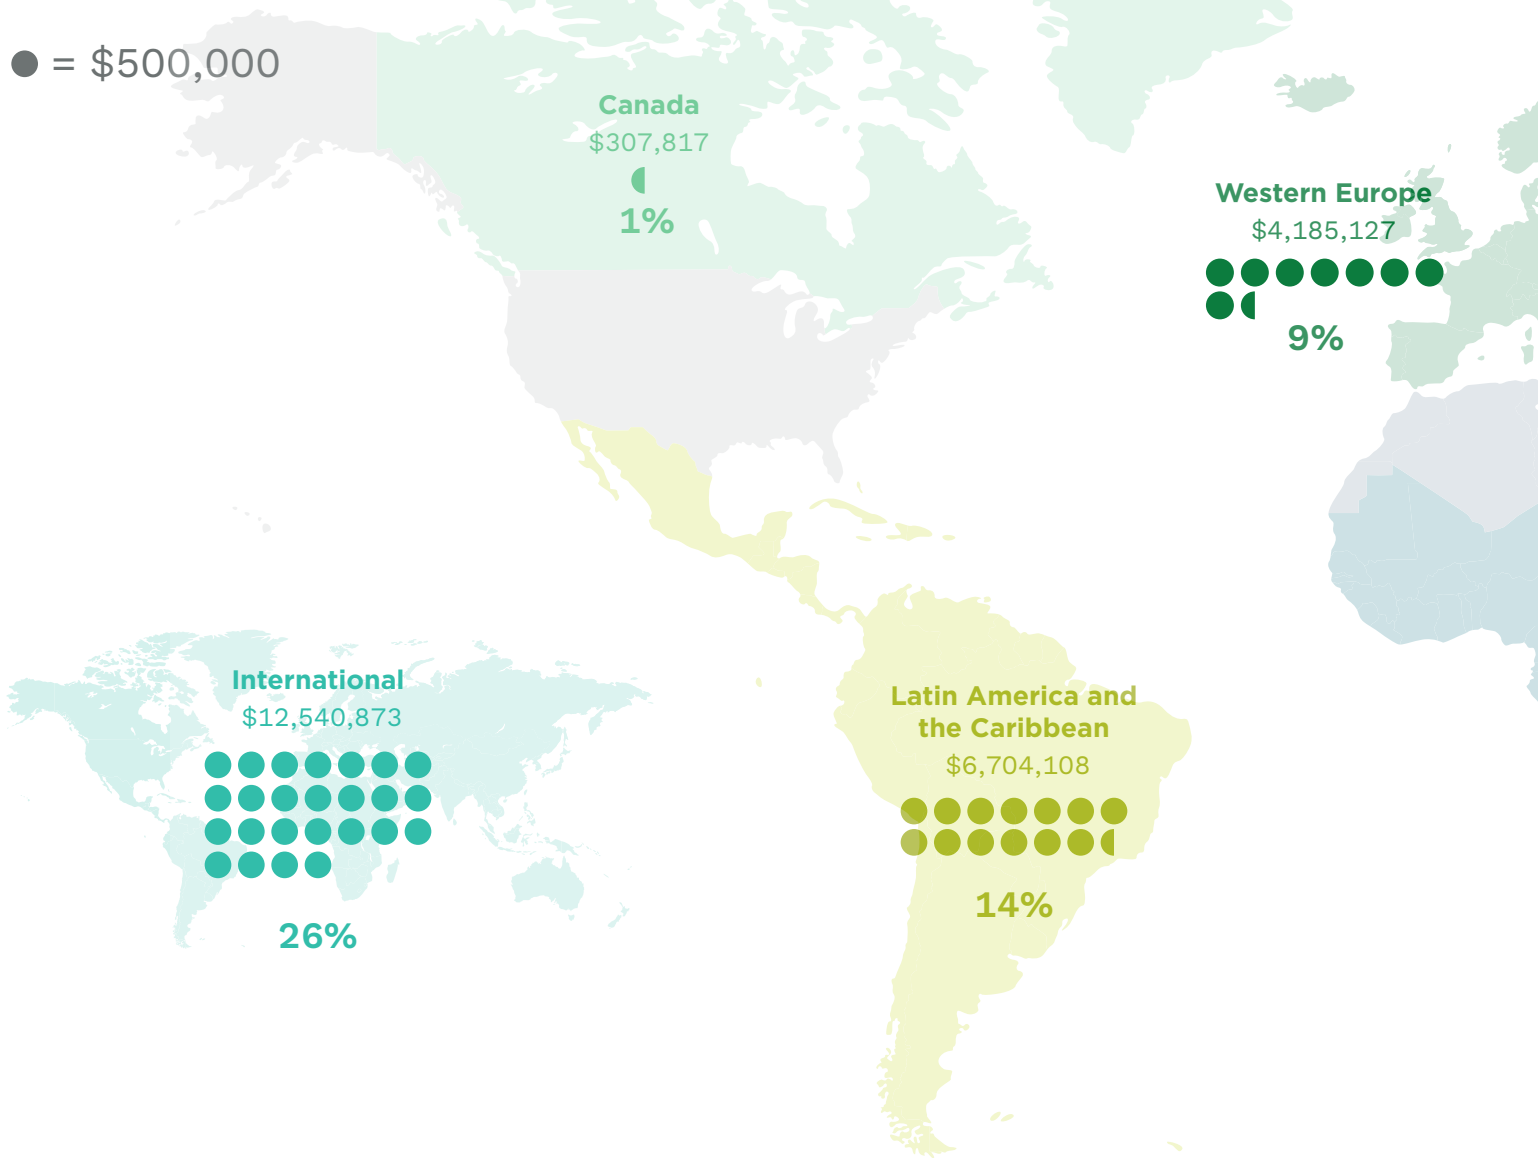 = $500,000
Canada
$307,817
1%
Western Europe
$4,185,127
9%
International
$12,540,873
26%
Latin America and
the Caribbean
$6,704,108
14%